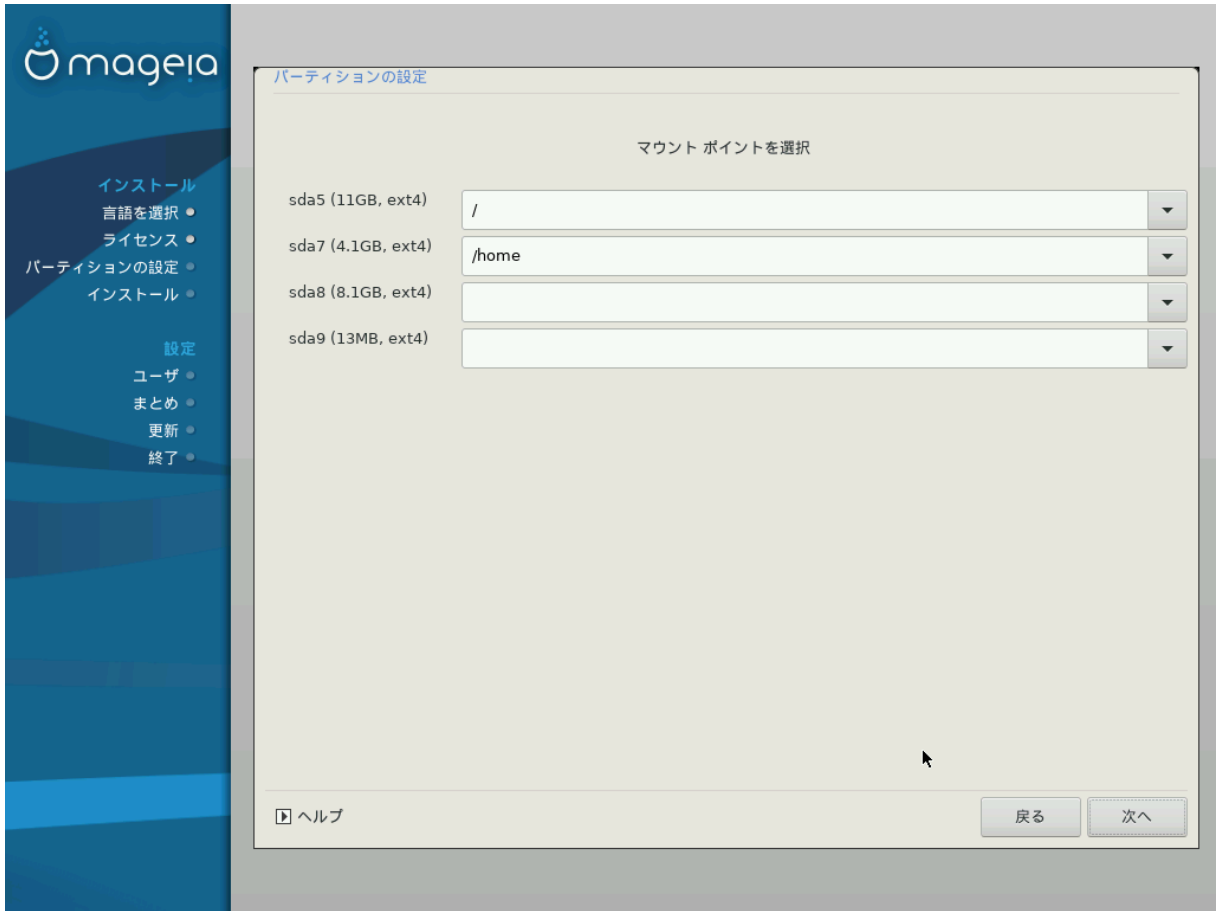 mageia
インストール
言語を選択
ライセンス
パーティションの設定
インストール
設定
ユーザ
まとめ
更新
終了
パーティションの設定
マウント ポイントを選択
sda5 (11GB, ext4) /
sda7 (4.1GB, ext4) /home
sda8 (8.1GB, ext4)
sda9 (13MB, ext4)
ヘルプ 戻る 次へ